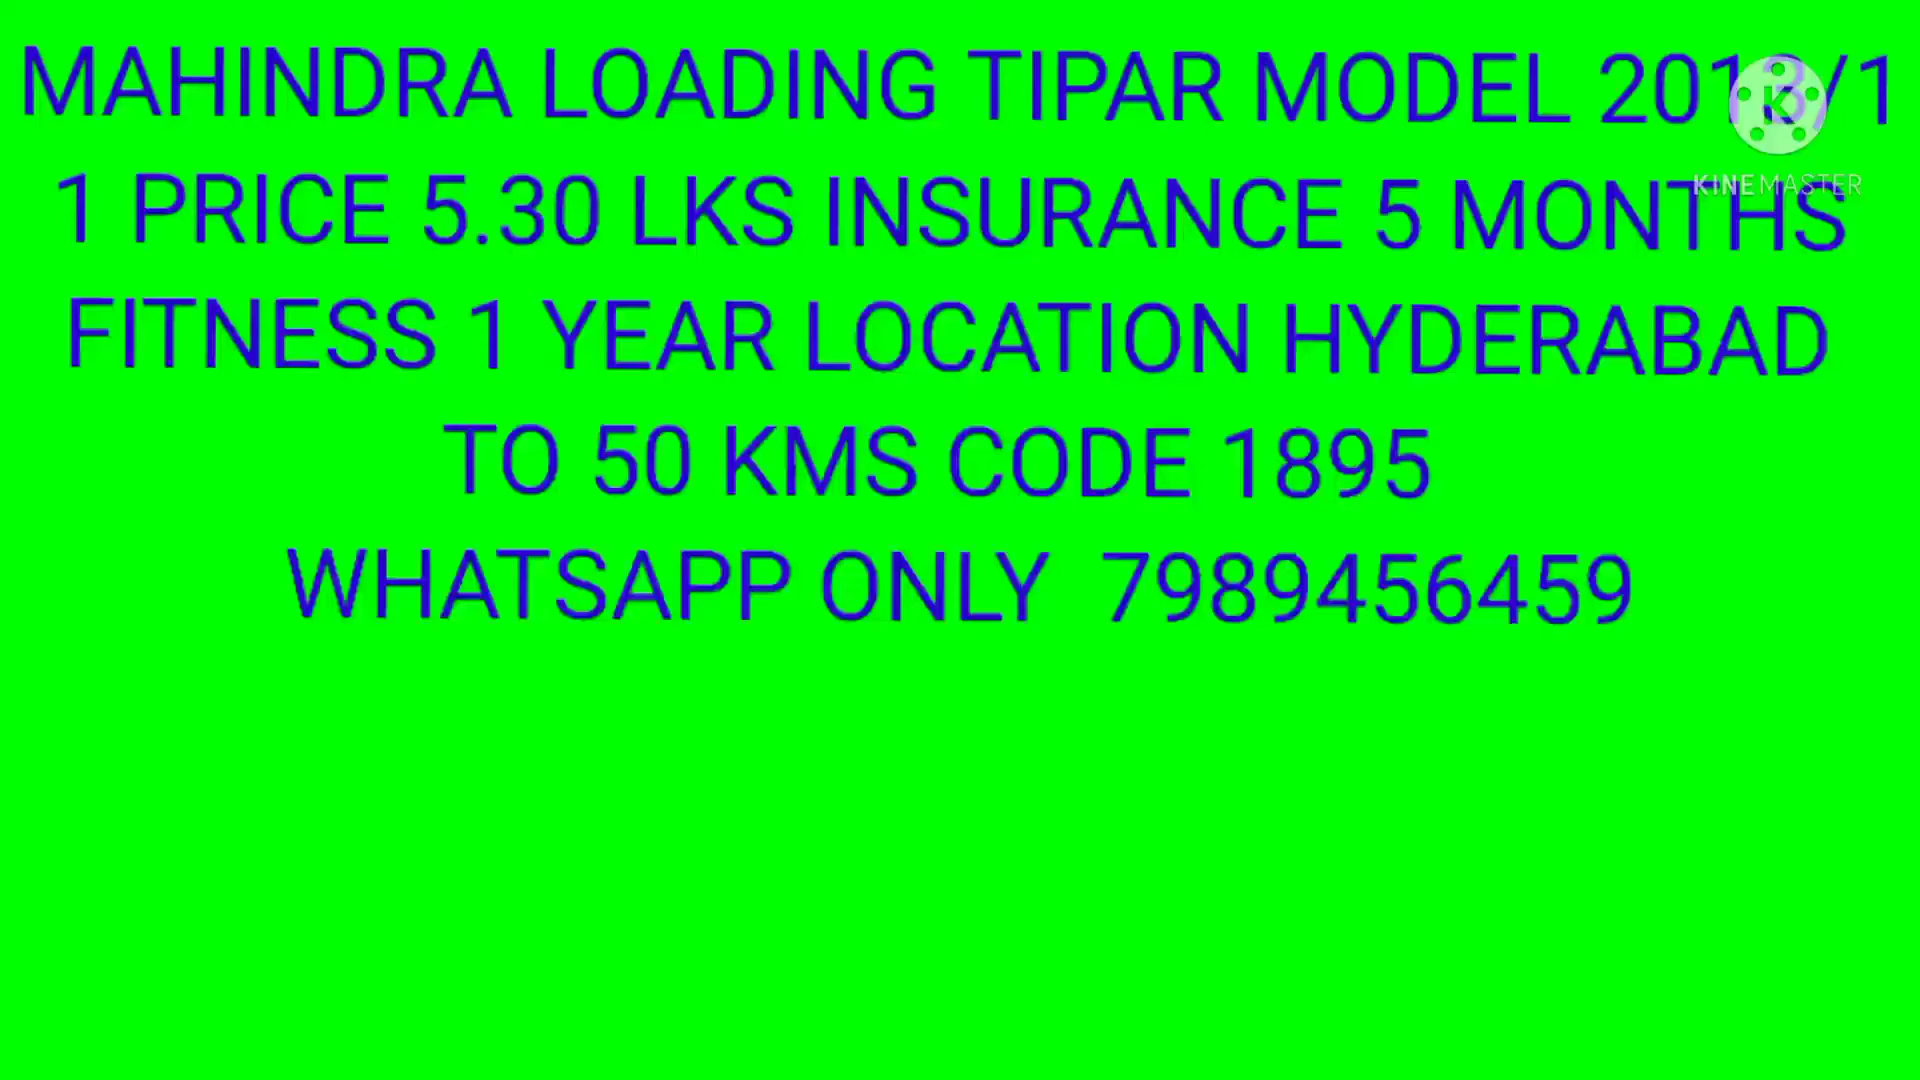 MAHINDRA LOADING TIPAR MODEL 2013/1
1 PRICE 5.30 LKS INSURANCE 5 MONTHS
FITNESS 1 YEAR LOCATION HYDERABAD
TO 50 KMS CODE 1895
WHATSAPP ONLY 7989456459
K
KINEMASTER